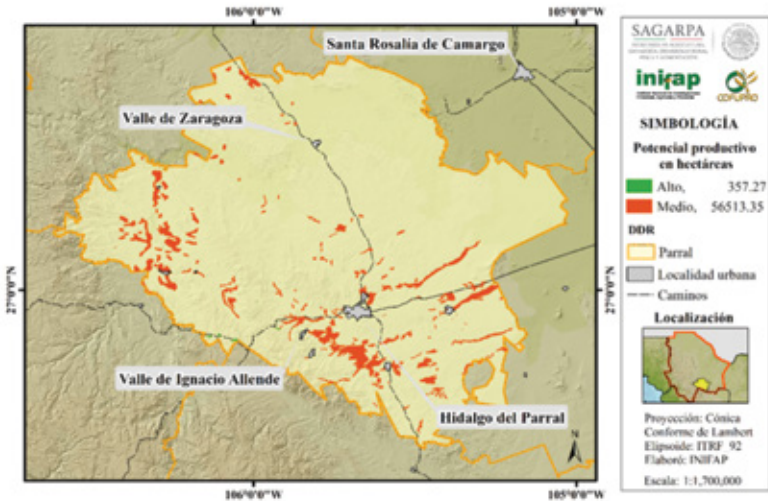 106°0'0"W
105°0'0"W
Santa Rosalía de Camargo
Valle de Zaragoza
27°0'0"N
27°0'0"N
Valle de Ignacio Allende
Hidalgo del Parral
N
106°0'0"W
105°0'0"W
SAGARPA
inifap
COFUPRO
SIMBOLOGÍA
Potencial productivo
en hectáreas
Alto, 357.27
Medio, 56513.35
DDR
Parral
Localidad urbana
Caminos
Localización
Proyección: Cónica
Conforme de Lambert
Elipsoide: ITRF_92
Elaboró: INIFAP
Escala: 1:1,700,000